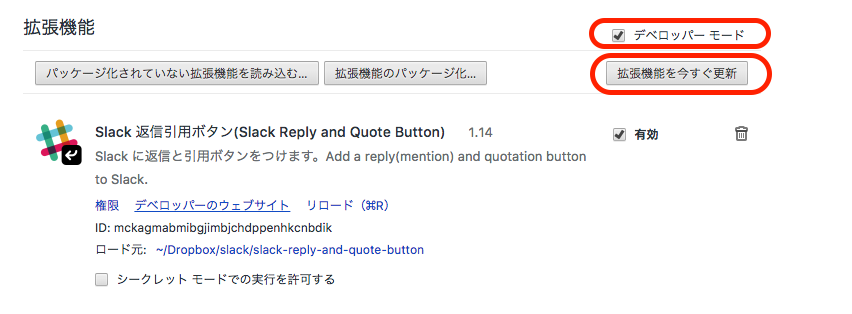 拡張機能
デベロッパー モード
パッケージ化されていない拡張機能を読み込む...
拡張機能のパッケージ化...
拡張機能を今すぐ更新
Slack 返信引用ボタン(Slack Reply and Quote Button) 1.14
有効
Slack に返信と引用ボタンをつけます。Add a reply(mention) and quotation button
to Slack.
権限 デベロッパーのウェブサイト リロード（⌘R）
ID: mckagmabmibgjimbjchdppenhkcnbdik
ロード元: ~/Dropbox/slack/slack-reply-and-quote-button
シークレット モードでの実行を許可する